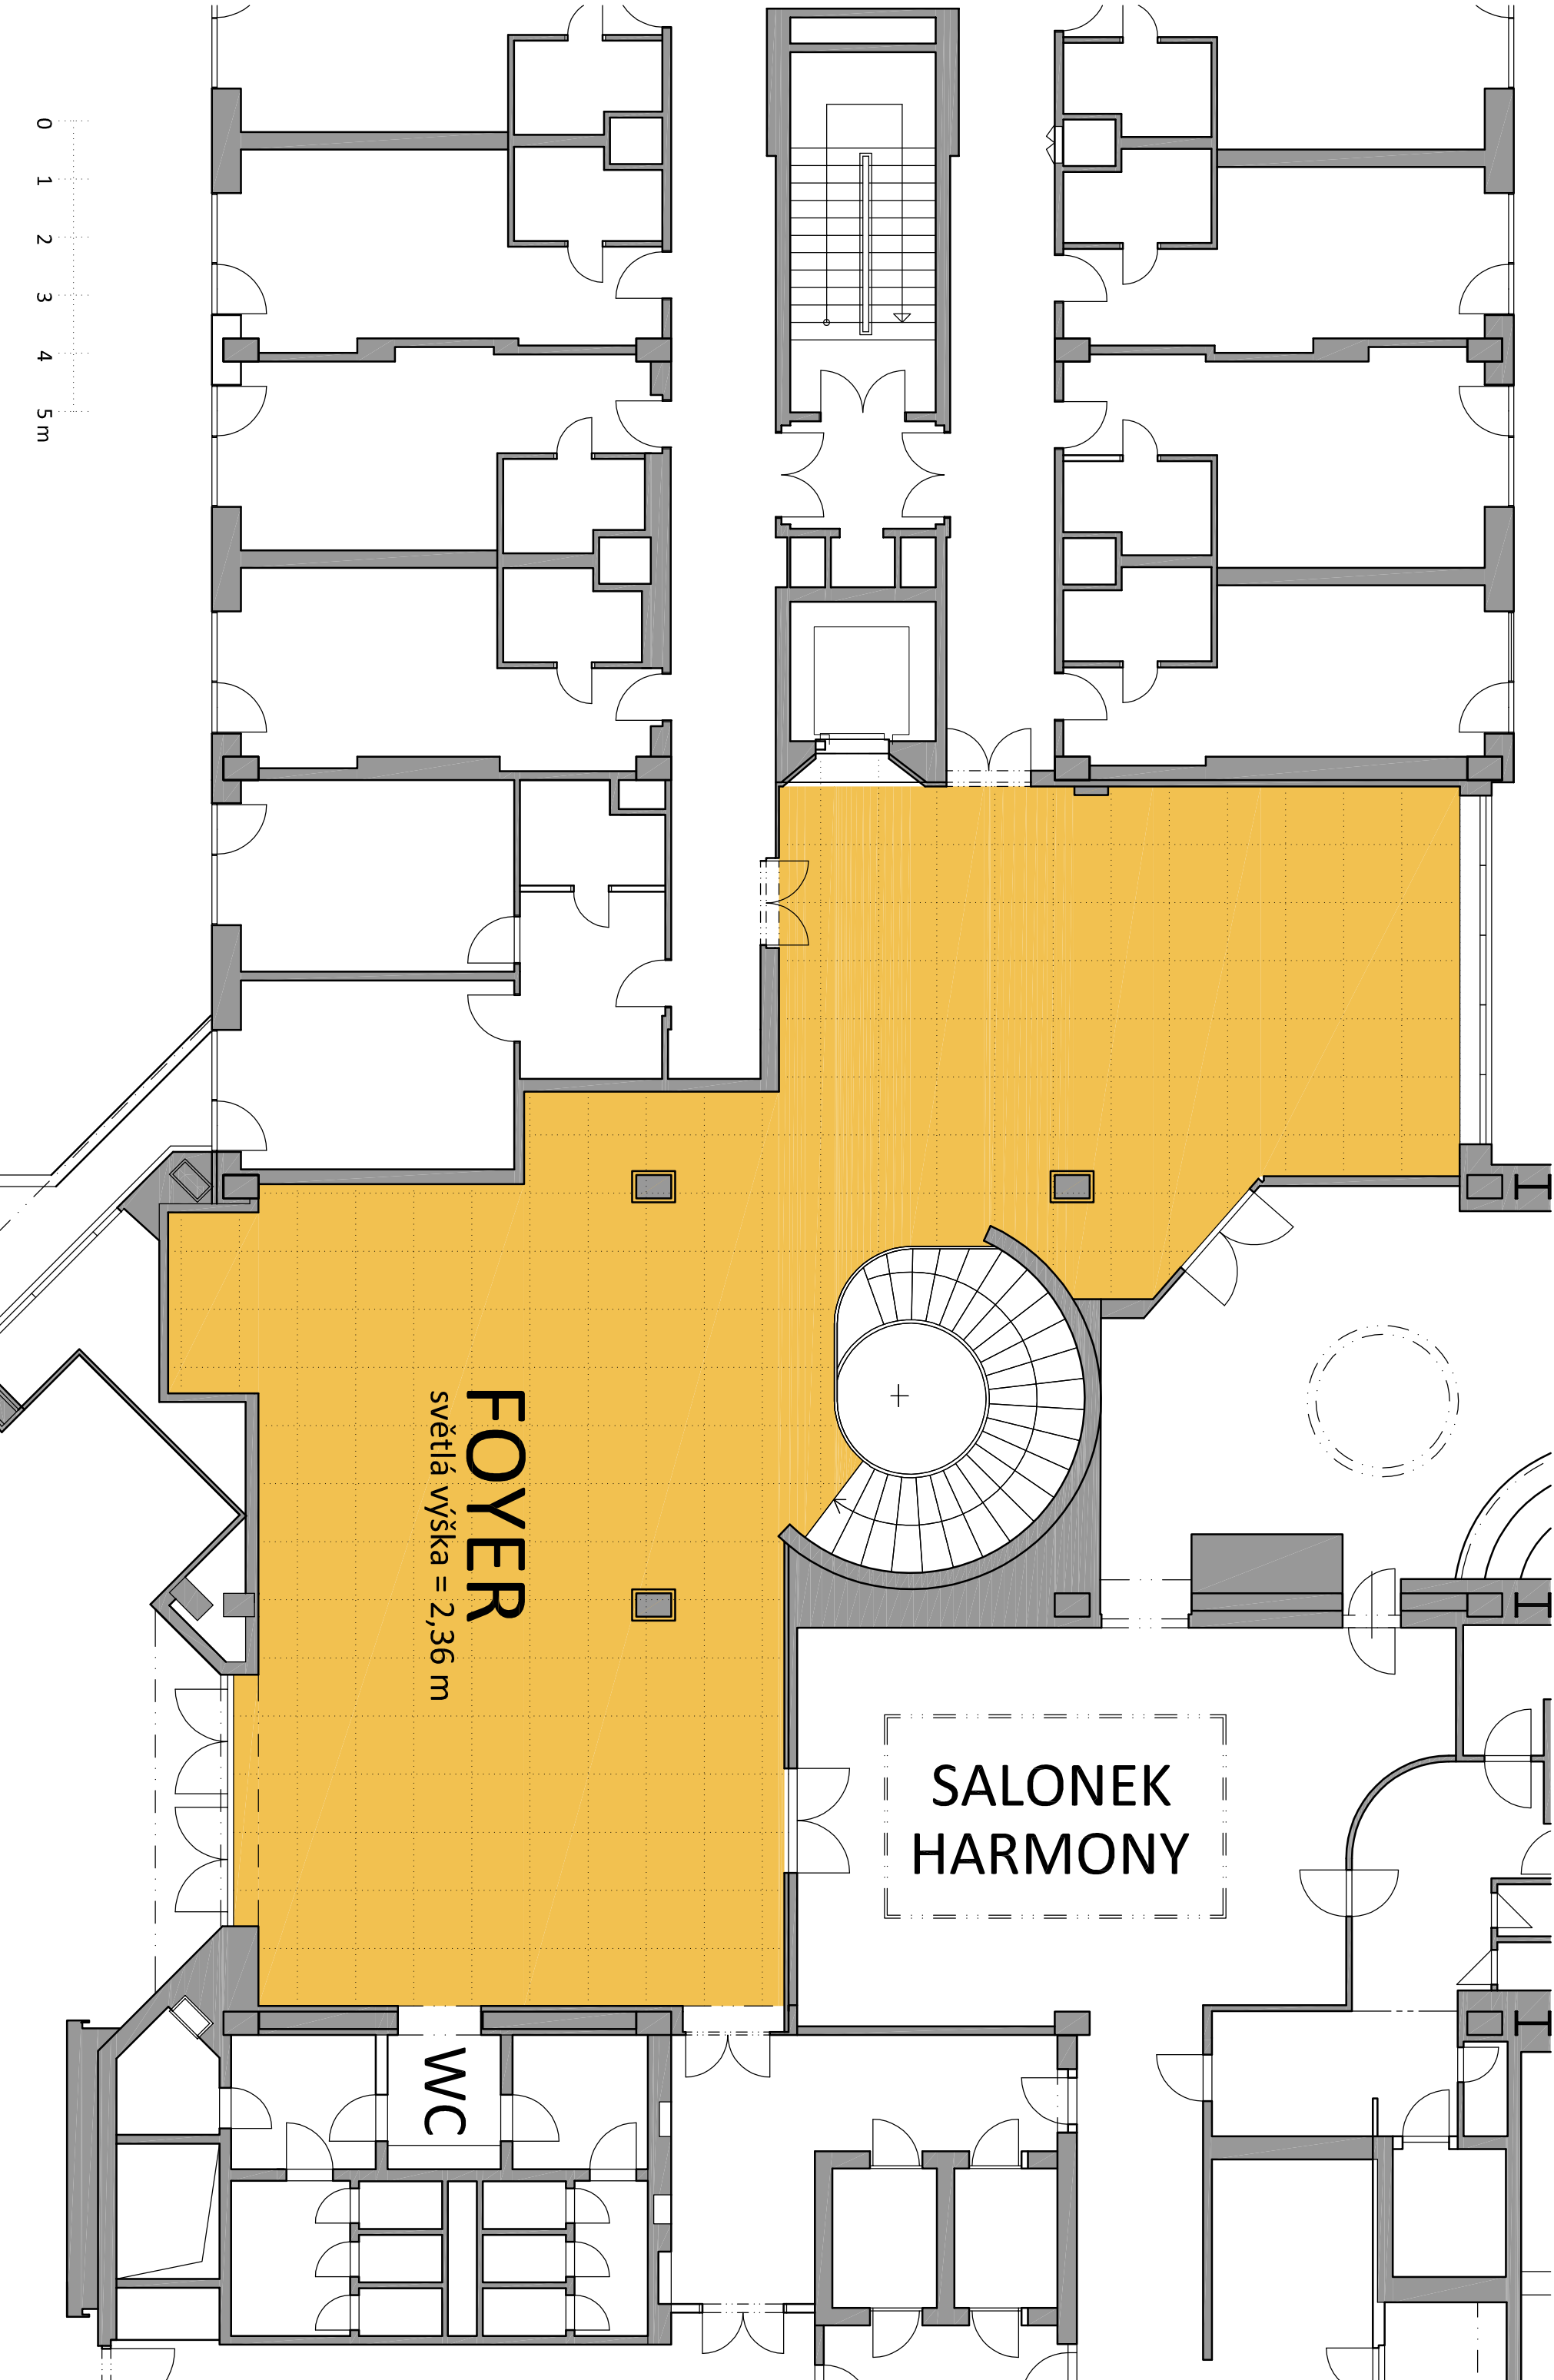 0 1 2 3 4 5 m
FOYER
světlá výška = 2,36 m
SALONEK
HARMONY
WC